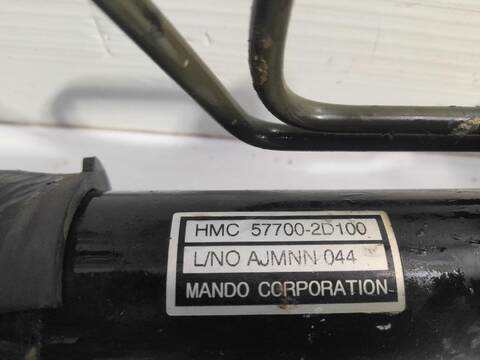 HMC 57700-2D100
L/NO AJMNN 044
MANDO CORPORATION